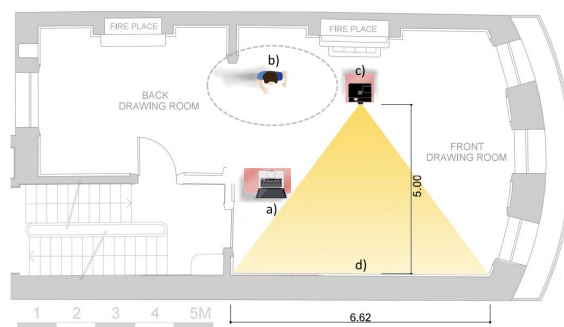 FIRE PLACE
FIRE PLACE
b)
c)
BACK
DRAWING ROOM
FRONT
DRAWING ROOM
5.00
a)
d)
1 2 3 4 5M
6.62